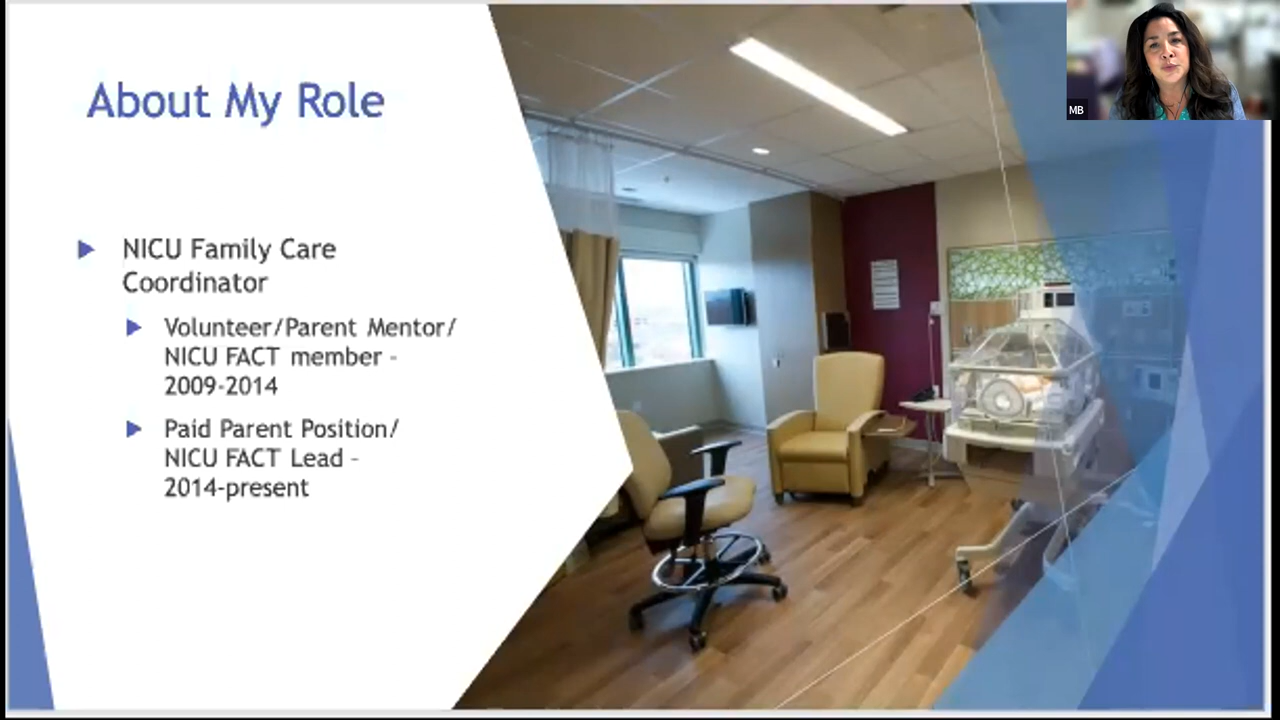 About My Role
NICU Family Care
Coordinator
Volunteer/Parent Mentor/
NICU FACT member -
2009-2014
Paid Parent Position/
NICU FACT Lead -
2014-present
MB